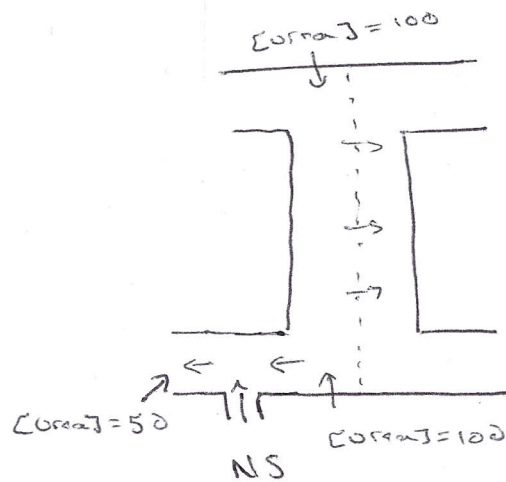 [Urea] = 100
[Urea] = 50
[Urea] = 100
NS